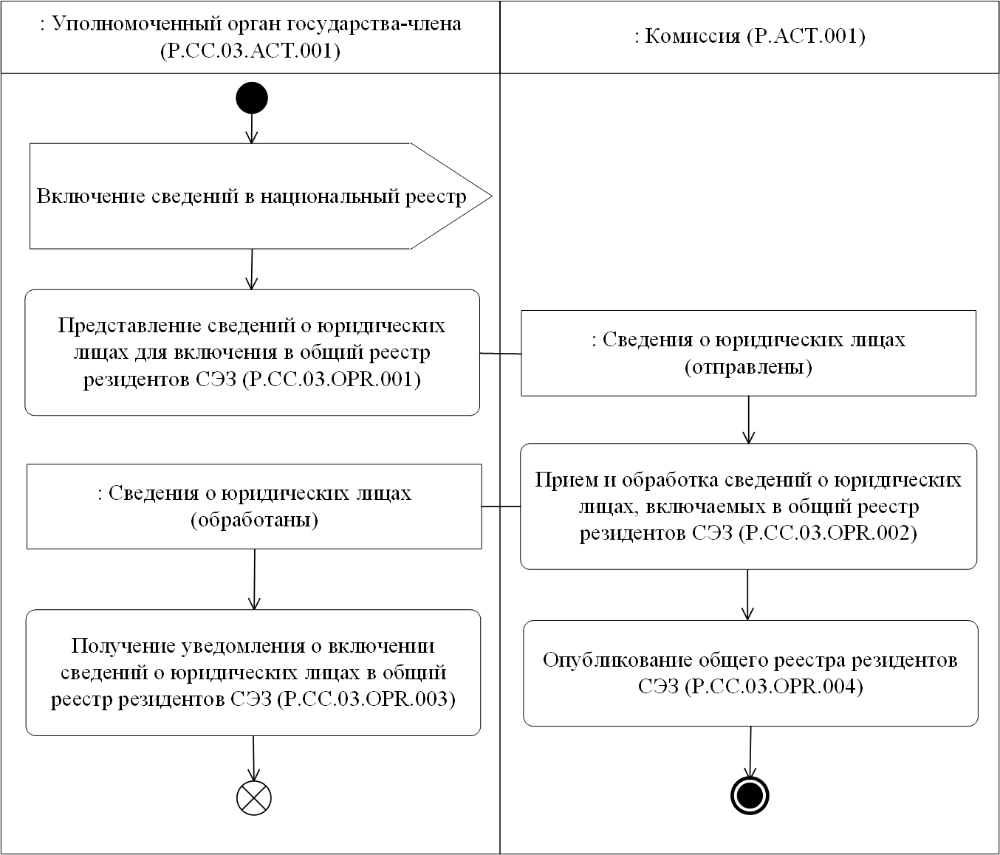 : Уполномоченный орган государства-члена
(P.CC.03.ACT.001)
: Комиссия (P.ACT.001)
Включение сведений в национальный реестр
Представление сведений о юридических
лицах для включения в общий реестр
резидентов СЭЗ (P.CC.03.OPR.001)
: Сведения о юридических лицах
(отправлены)
Прием и обработка сведений о юридических
лицах, включаемых в общий реестр
резидентов СЭЗ (P.CC.03.OPR.002)
: Сведения о юридических лицах
(обработаны)
Получение уведомления о включении
сведений о юридических лицах в общий
реестр резидентов СЭЗ (P.CC.03.OPR.003)
Опубликование общего реестра резидентов
СЭЗ (P.CC.03.OPR.004)